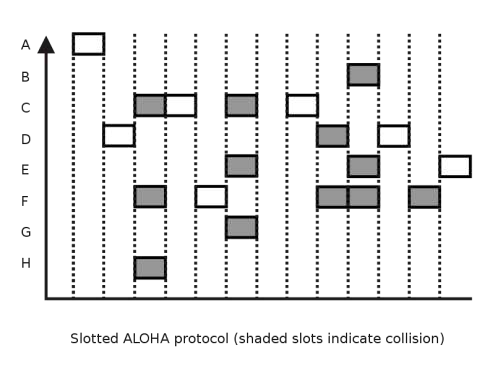 A
B
C
D
E
F
G
H
Slotted ALOHA protocol (shaded slots indicate collision)